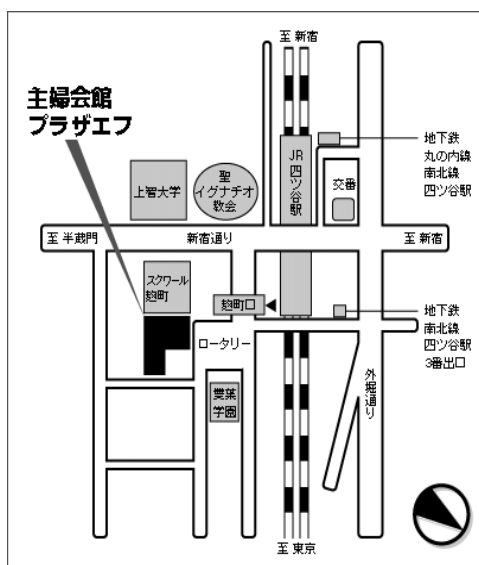 至 新宿
主婦会館
プラザエフ
地下鉄
丸の内線
南北線
四ツ谷駅
JR
四ツ谷駅
交番
上智大学
聖
イグナチオ
教会
至 半蔵門
新宿通り
至 新宿
スクワール
麹町
麹町口
地下鉄
南北線
四ツ谷駅
3番出口
ロータリー
雙葉
学園
外堀通り
至 東京